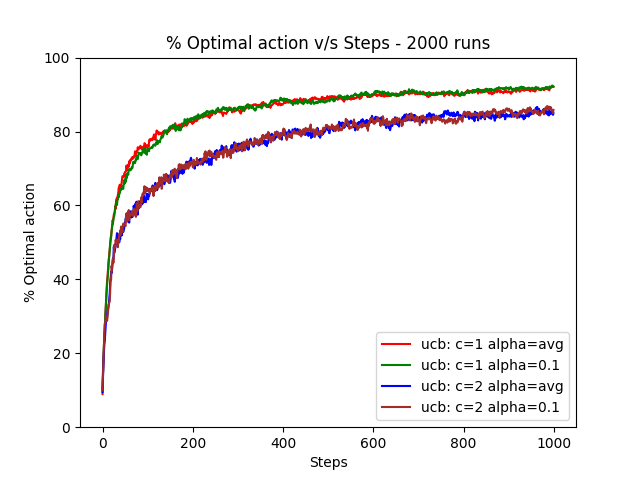 % Optimal action v/s Steps - 2000 runs
100
80
60
40
20
0
% Optimal action
0 200 400 600 800 1000
Steps
ucb: c=1 alpha=avg
ucb: c=1 alpha=0.1
ucb: c=2 alpha=avg
ucb: c=2 alpha=0.1